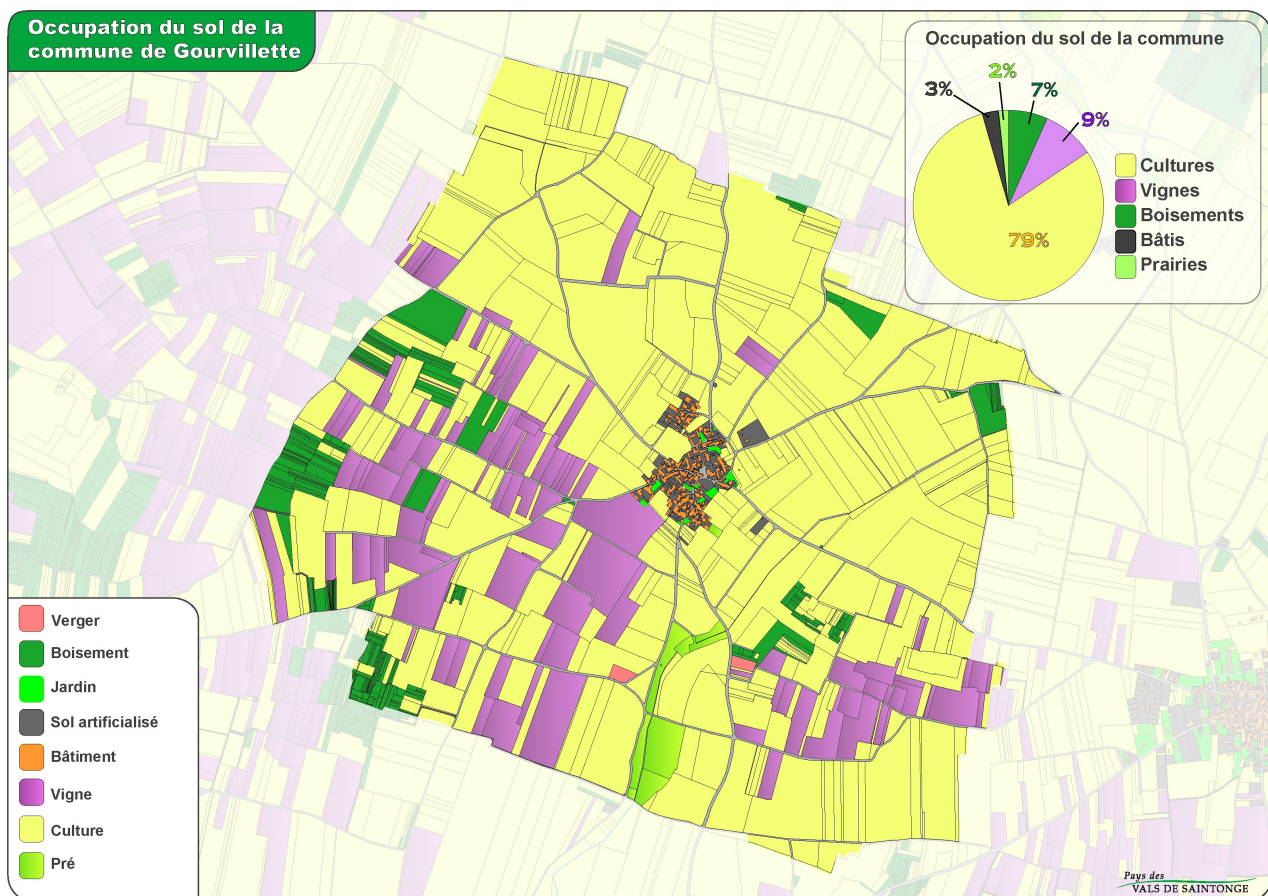 Occupation du sol de la
commune de Gourvillette
Occupation du sol de la commune
3%
2%
7%
9%
79%
Cultures
Vignes
Boisements
Bâtis
Prairies
Verger
Boisement
Jardin
Sol artificialisé
Bâtiment
Vigne
Culture
Pré
Pays des
VALS DE SAINTONGE